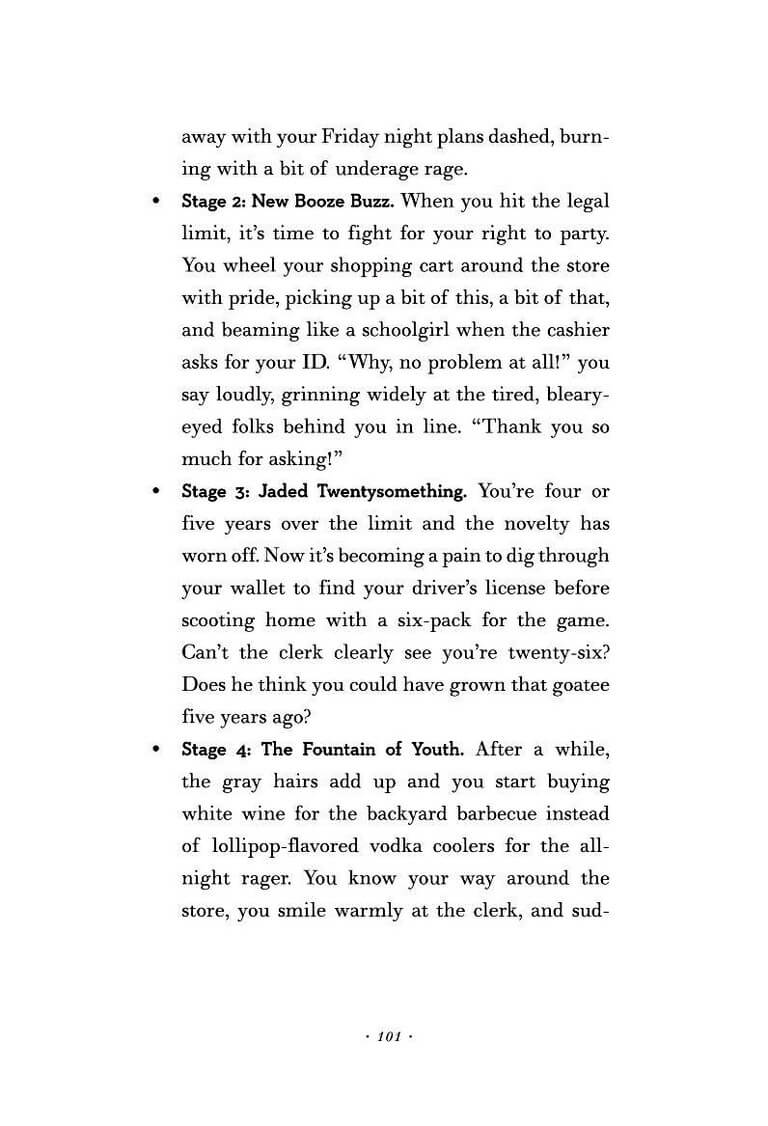 away with your Friday night plans dashed, burn-
ing with a bit of underage rage.
• Stage 2: New Booze Buzz. When you hit the legal
limit, it’s time to fight for your right to party.
You wheel your shopping cart around the store
with pride, picking up a bit of this, a bit of that,
and beaming like a schoolgirl when the cashier
asks for your ID. “Why, no problem at all!” you
say loudly, grinning widely at the tired, bleary-
eyed folks behind you in line. “Thank you so
much for asking!”
• Stage 3: Jaded Twentysomething. You’re four or
five years over the limit and the novelty has
worn off. Now it’s becoming a pain to dig through
your wallet to find your driver’s license before
scooting home with a six-pack for the game.
Can’t the clerk clearly see you’re twenty-six?
Does he think you could have grown that goatee
five years ago?
• Stage 4: The Fountain of Youth. After a while,
the gray hairs add up and you start buying
white wine for the backyard barbecue instead
of lollipop-flavored vodka coolers for the all-
night rager. You know your way around the
store, you smile warmly at the clerk, and sud-
· 101 ·